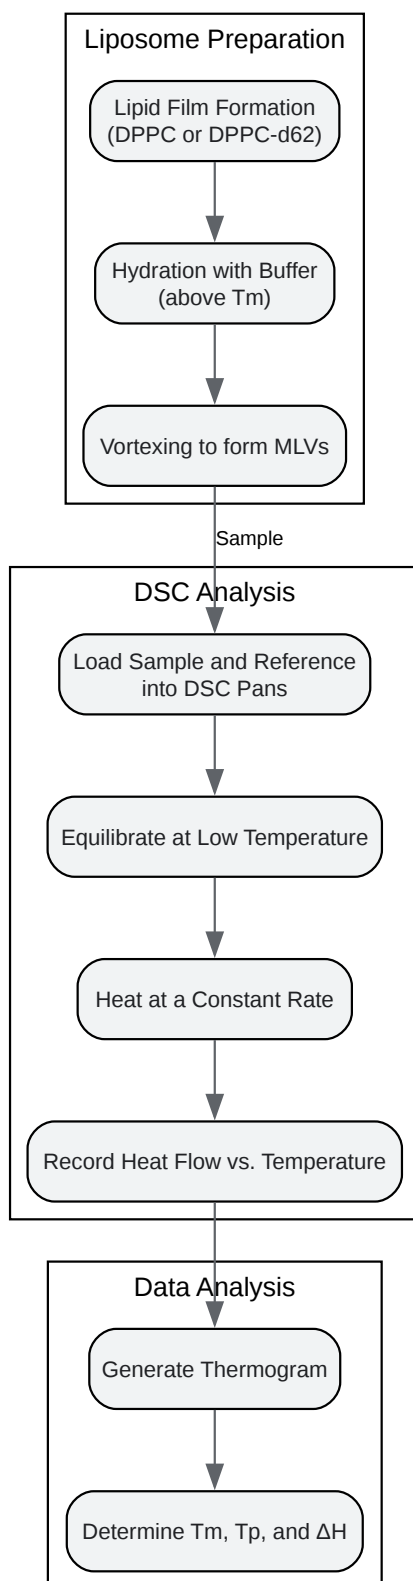 Liposome Preparation
Lipid Film Formation
(DPPC or DPPC-d62)
Hydration with Buffer
(above Tm)
Vortexing to form MLVs
Sample
DSC Analysis
Load Sample and Reference
into DSC Pans
Equilibrate at Low Temperature
Heat at a Constant Rate
Record Heat Flow vs. Temperature
Data Analysis
Generate Thermogram
Determine Tm, Tp, and ΔH